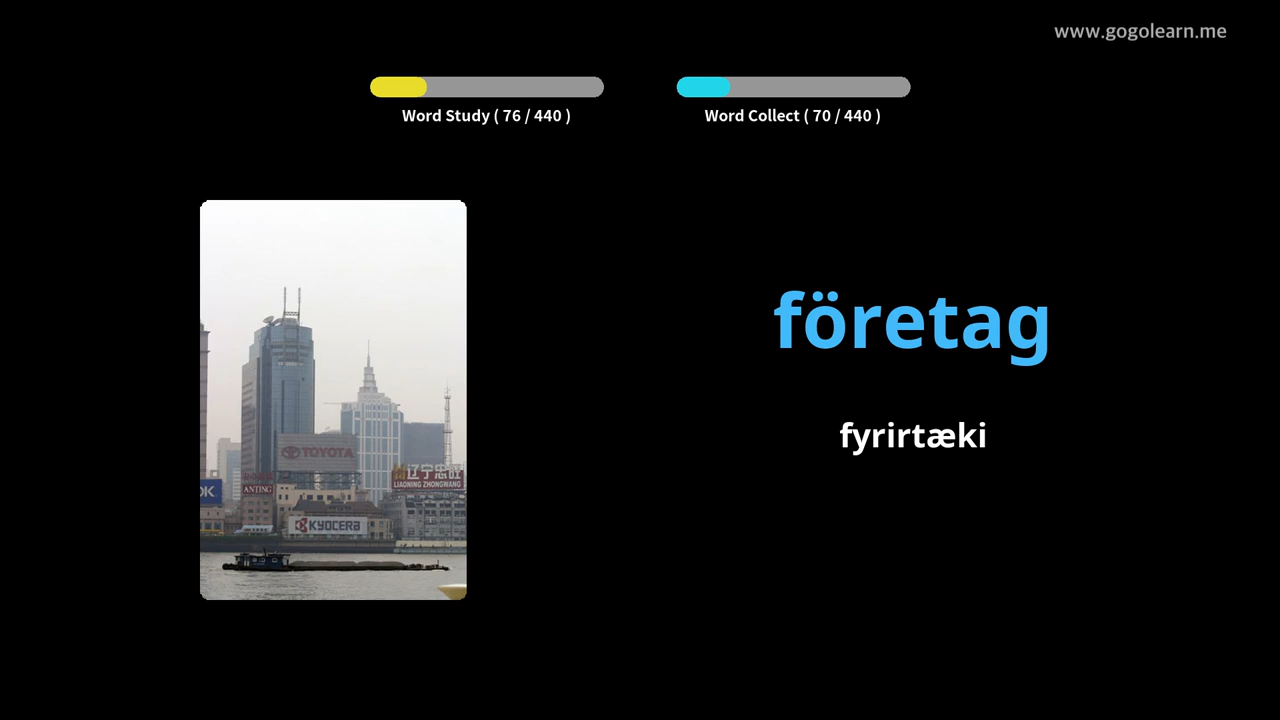 www.gogolearn.me
Word Study ( 76 / 440 )
Word Collect ( 70 / 440 )
företag
fyrirtæki
TOYOTA
辽宁忠旺
LIAONING ZHONGWANG
OK
ANTING
KYOCERA